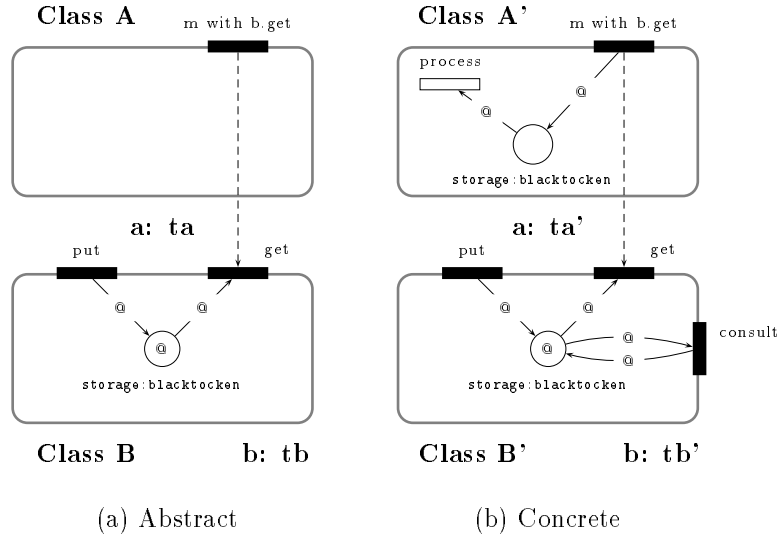 Class A
m with b.get
a: ta
put
get
@
@
@
storage:blacktocken
Class B
b: tb
(a) Abstract
Class A'
m with b.get
process
@
@
storage:blacktocken
a: ta'
put
get
@
@
@
@
@
consult
storage:blacktocken
Class B'
b: tb'
(b) Concrete